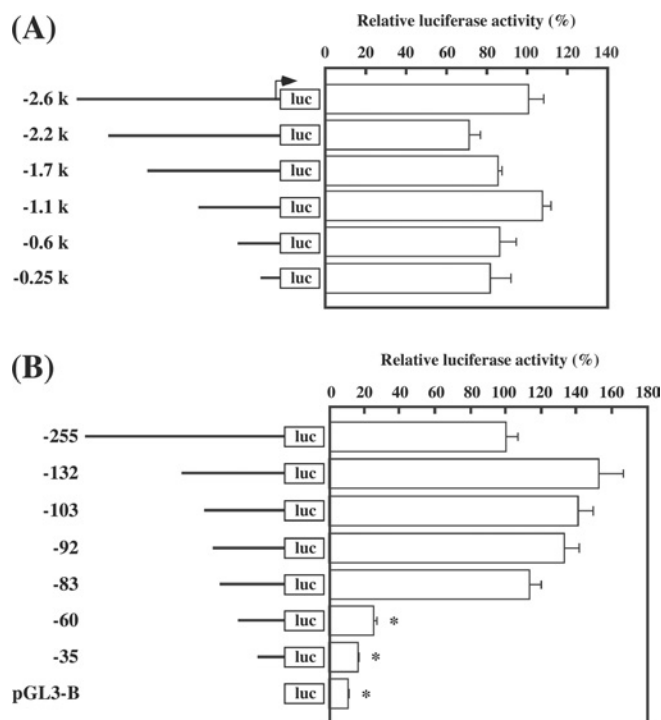 (A)
Relative luciferase activity (%)
0 20 40 60 80 100 120 140
-2.6 k luc
-2.2 k luc
-1.7 k luc
-1.1 k luc
-0.6 k luc
-0.25 k luc
(B)
Relative luciferase activity (%)
0 20 40 60 80 100 120 140 160 180
-255 luc
-132 luc
-103 luc
-92 luc
-83 luc
-60 luc *
-35 luc *
pGL3-B luc *